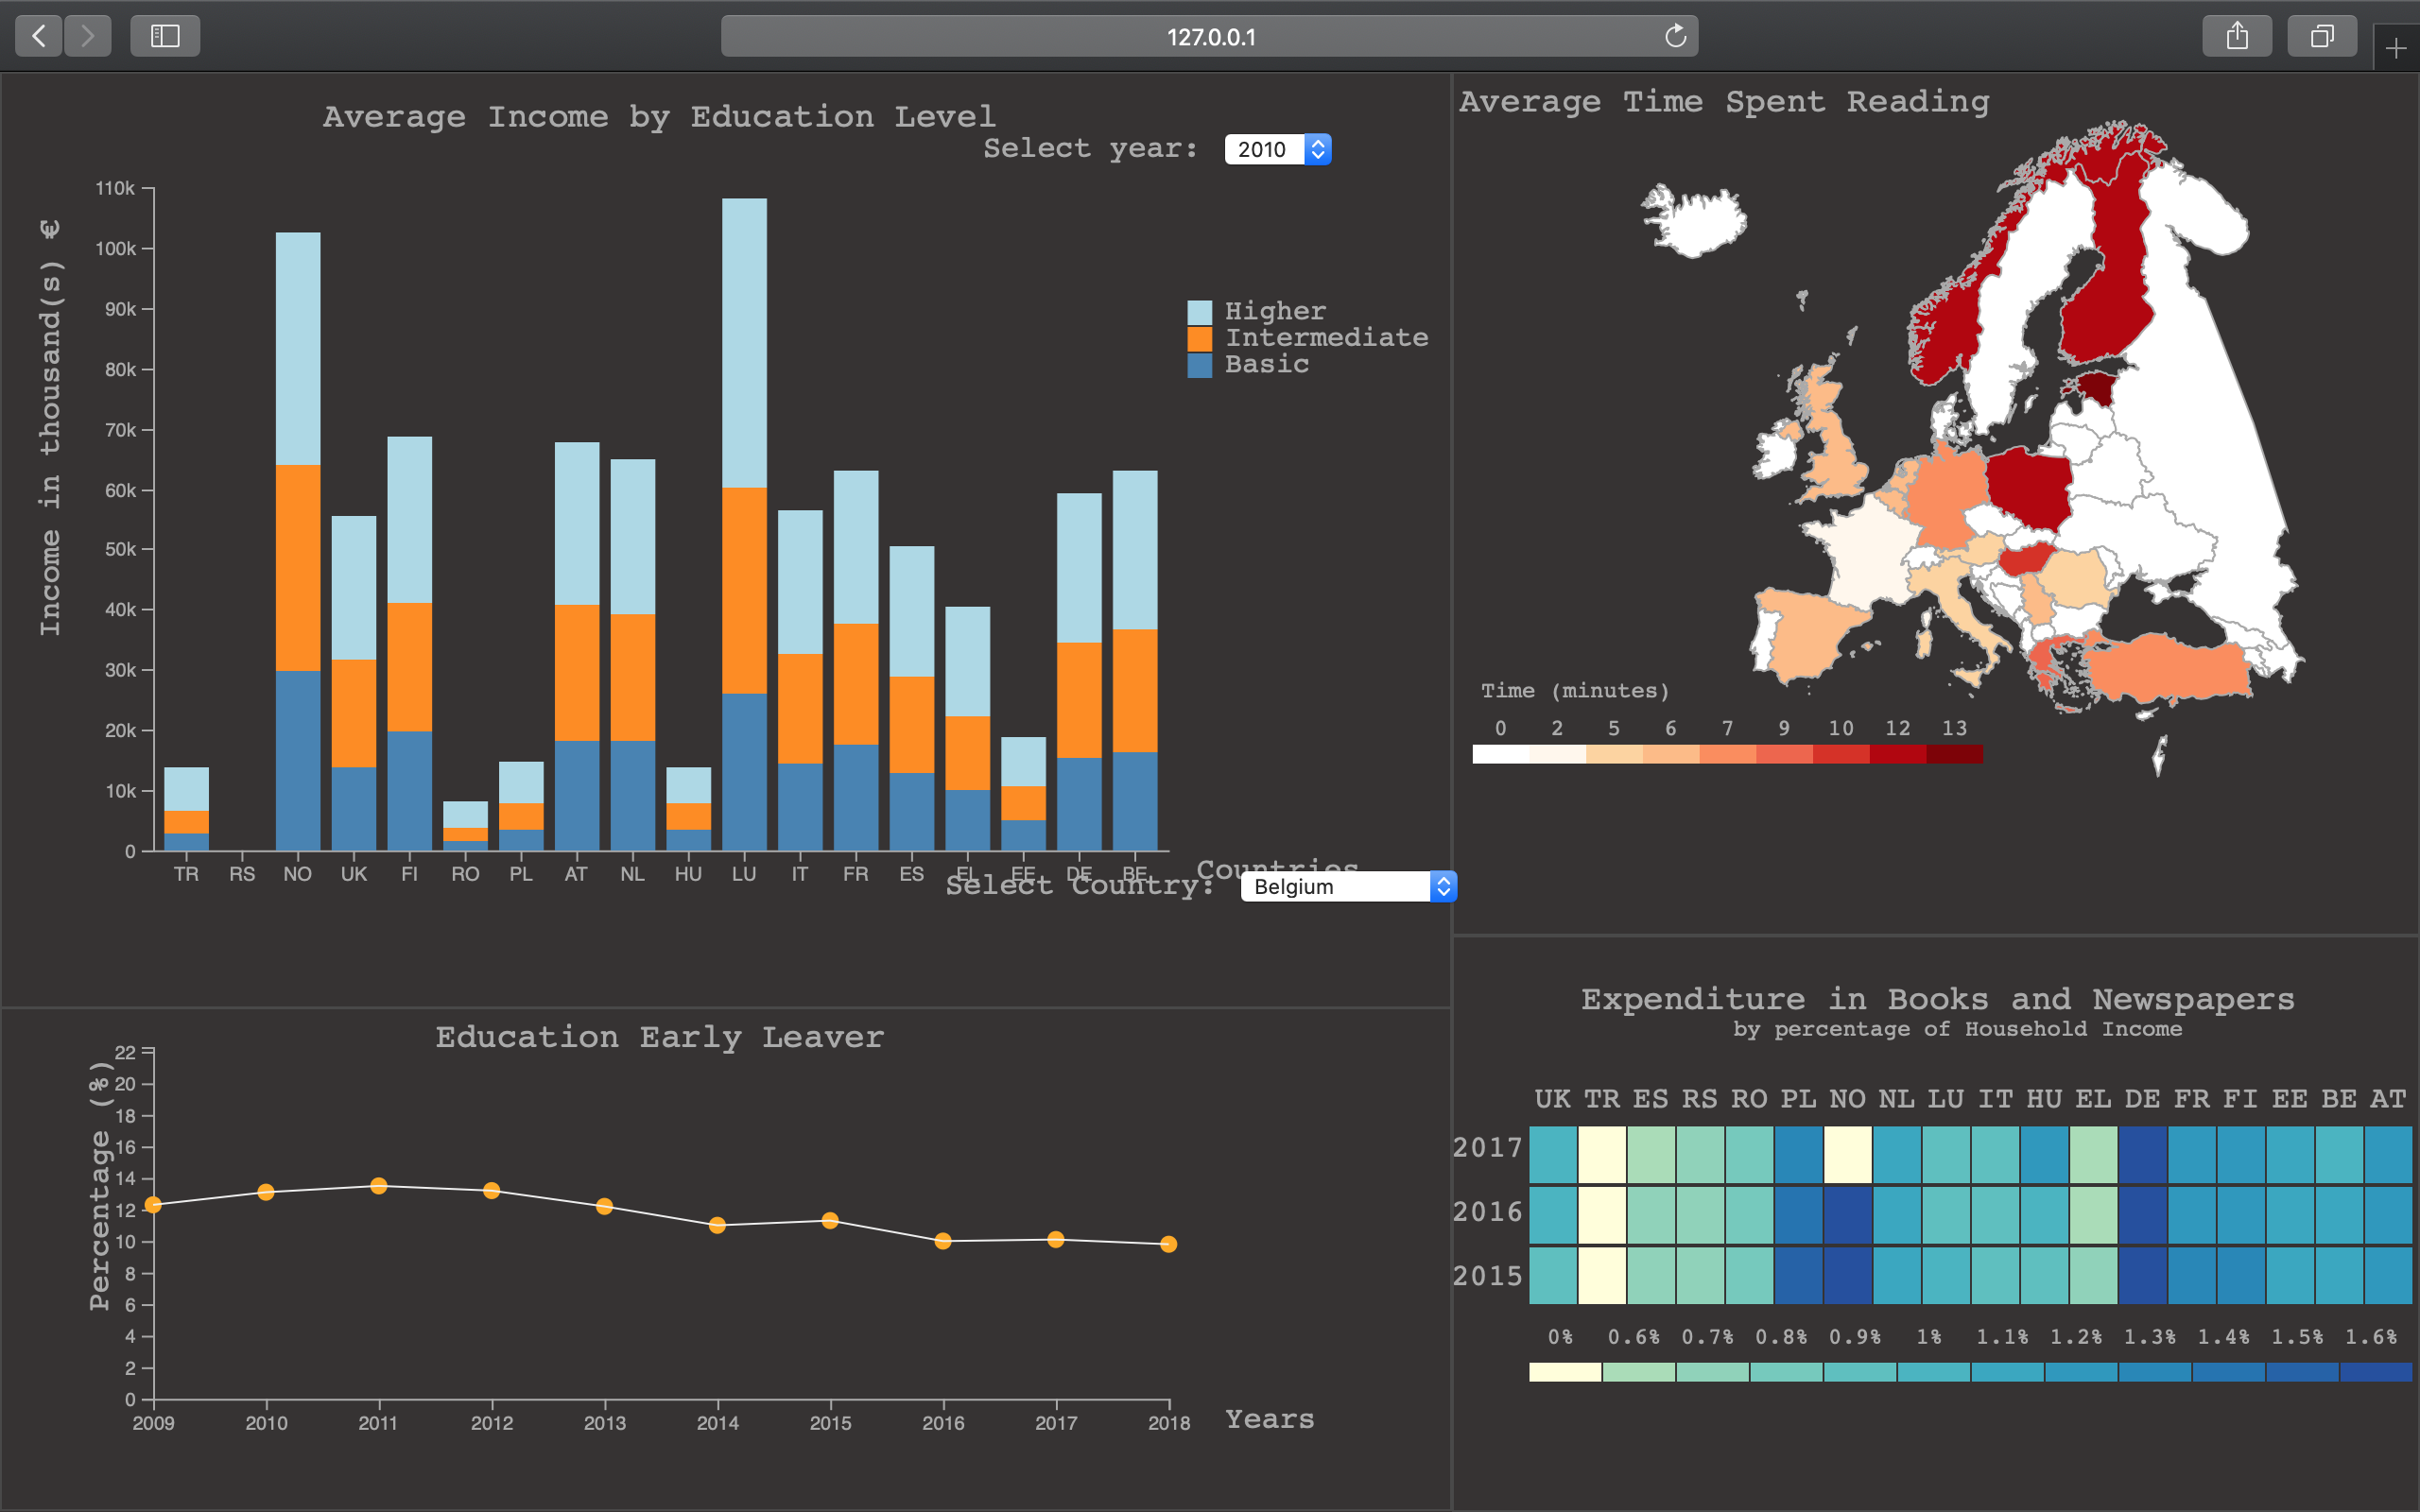 127.0.0.1
Average Income by Education Level
Select year: 2010
Income in thousand(s) €
110k
100k
90k
80k
70k
60k
50k
40k
30k
20k
10k
0
TR RS NO UK FI RO PL AT NL HU LU IT FR ES EL EE DE BE
Countries
Higher
Intermediate
Basic
Select Country: Belgium
Education Early Leaver
Percentage (%)
22
20
18
16
14
12
10
8
6
4
2
0
2009 2010 2011 2012 2013 2014 2015 2016 2017 2018
Years
Average Time Spent Reading
Time (minutes)
0 2 5 6 7 9 10 12 13
Expenditure in Books and Newspapers
by percentage of Household Income
UK TR ES RS RO PL NO NL LU IT HU EL DE FR FI EE BE AT
2017
2016
2015
0% 0.6% 0.7% 0.8% 0.9% 1% 1.1% 1.2% 1.3% 1.4% 1.5% 1.6%